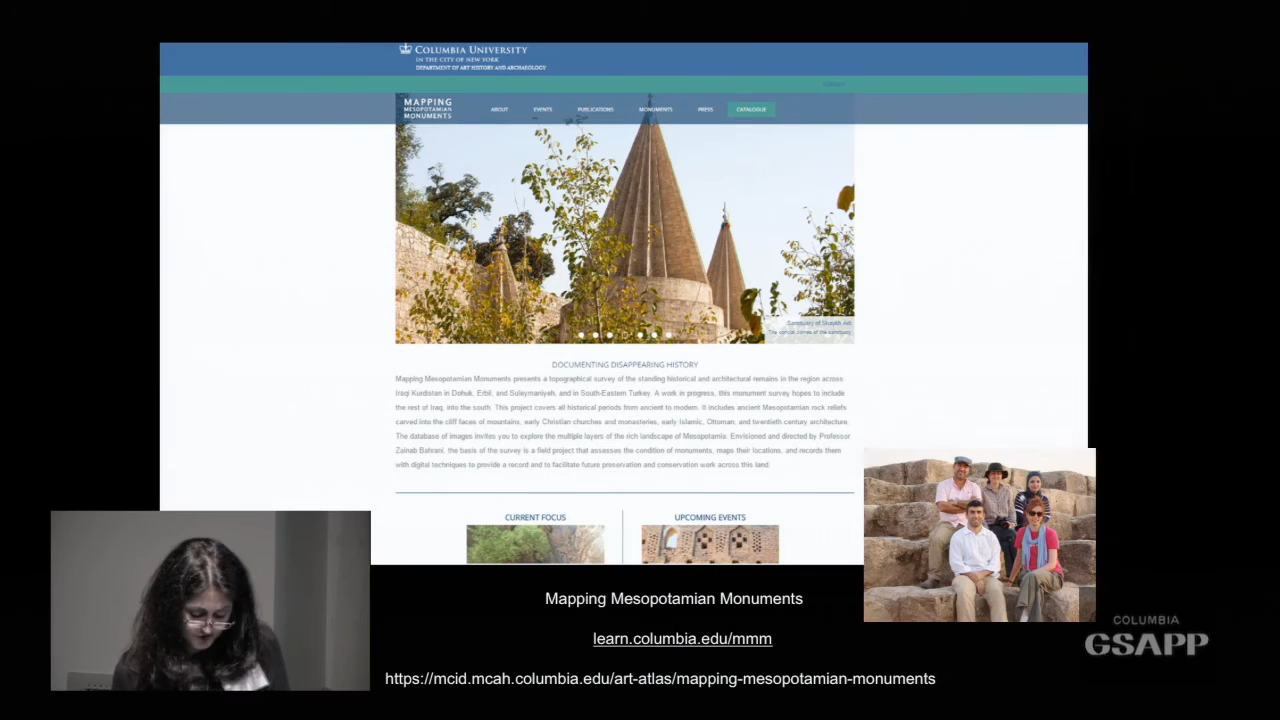 COLUMBIA UNIVERSITY
IN THE CITY OF NEW YORK
DEPARTMENT OF ART HISTORY AND ARCHAEOLOGY
MAPPING
MESOPOTAMIAN
MONUMENTS
ABOUT EVENTS PUBLICATIONS MONUMENTS PRESS CATALOGUE
Sanctuary of Shaykh Adi
The conical domes of the sanctuary
DOCUMENTING DISAPPEARING HISTORY
Mapping Mesopotamian Monuments presents a topographical survey of the standing historical and architectural remains in the region across
Iraqi Kurdistan in Dohuk, Erbil, and Suleymaniyeh, and in South-Eastern Turkey. A work in progress, this monument survey hopes to include
the rest of Iraq, into the south. This project covers all historical periods from ancient to modern. It includes ancient Mesopotamian rock reliefs
carved into the cliff faces of mountains, early Christian churches and monasteries, early Islamic, Ottoman, and twentieth century architecture.
The database of images invites you to explore the multiple layers of the rich landscape of Mesopotamia. Envisioned and directed by Professor
Zainab Bahrani, the basis of the survey is a field project that assesses the condition of monuments, maps their locations, and records them
with digital techniques to provide a record and to facilitate future preservation and conservation work across this land.
CURRENT FOCUS
UPCOMING EVENTS
Mapping Mesopotamian Monuments
learn.columbia.edu/mmm
https://mcid.mcah.columbia.edu/art-atlas/mapping-mesopotamian-monuments
COLUMBIA
GSAPP